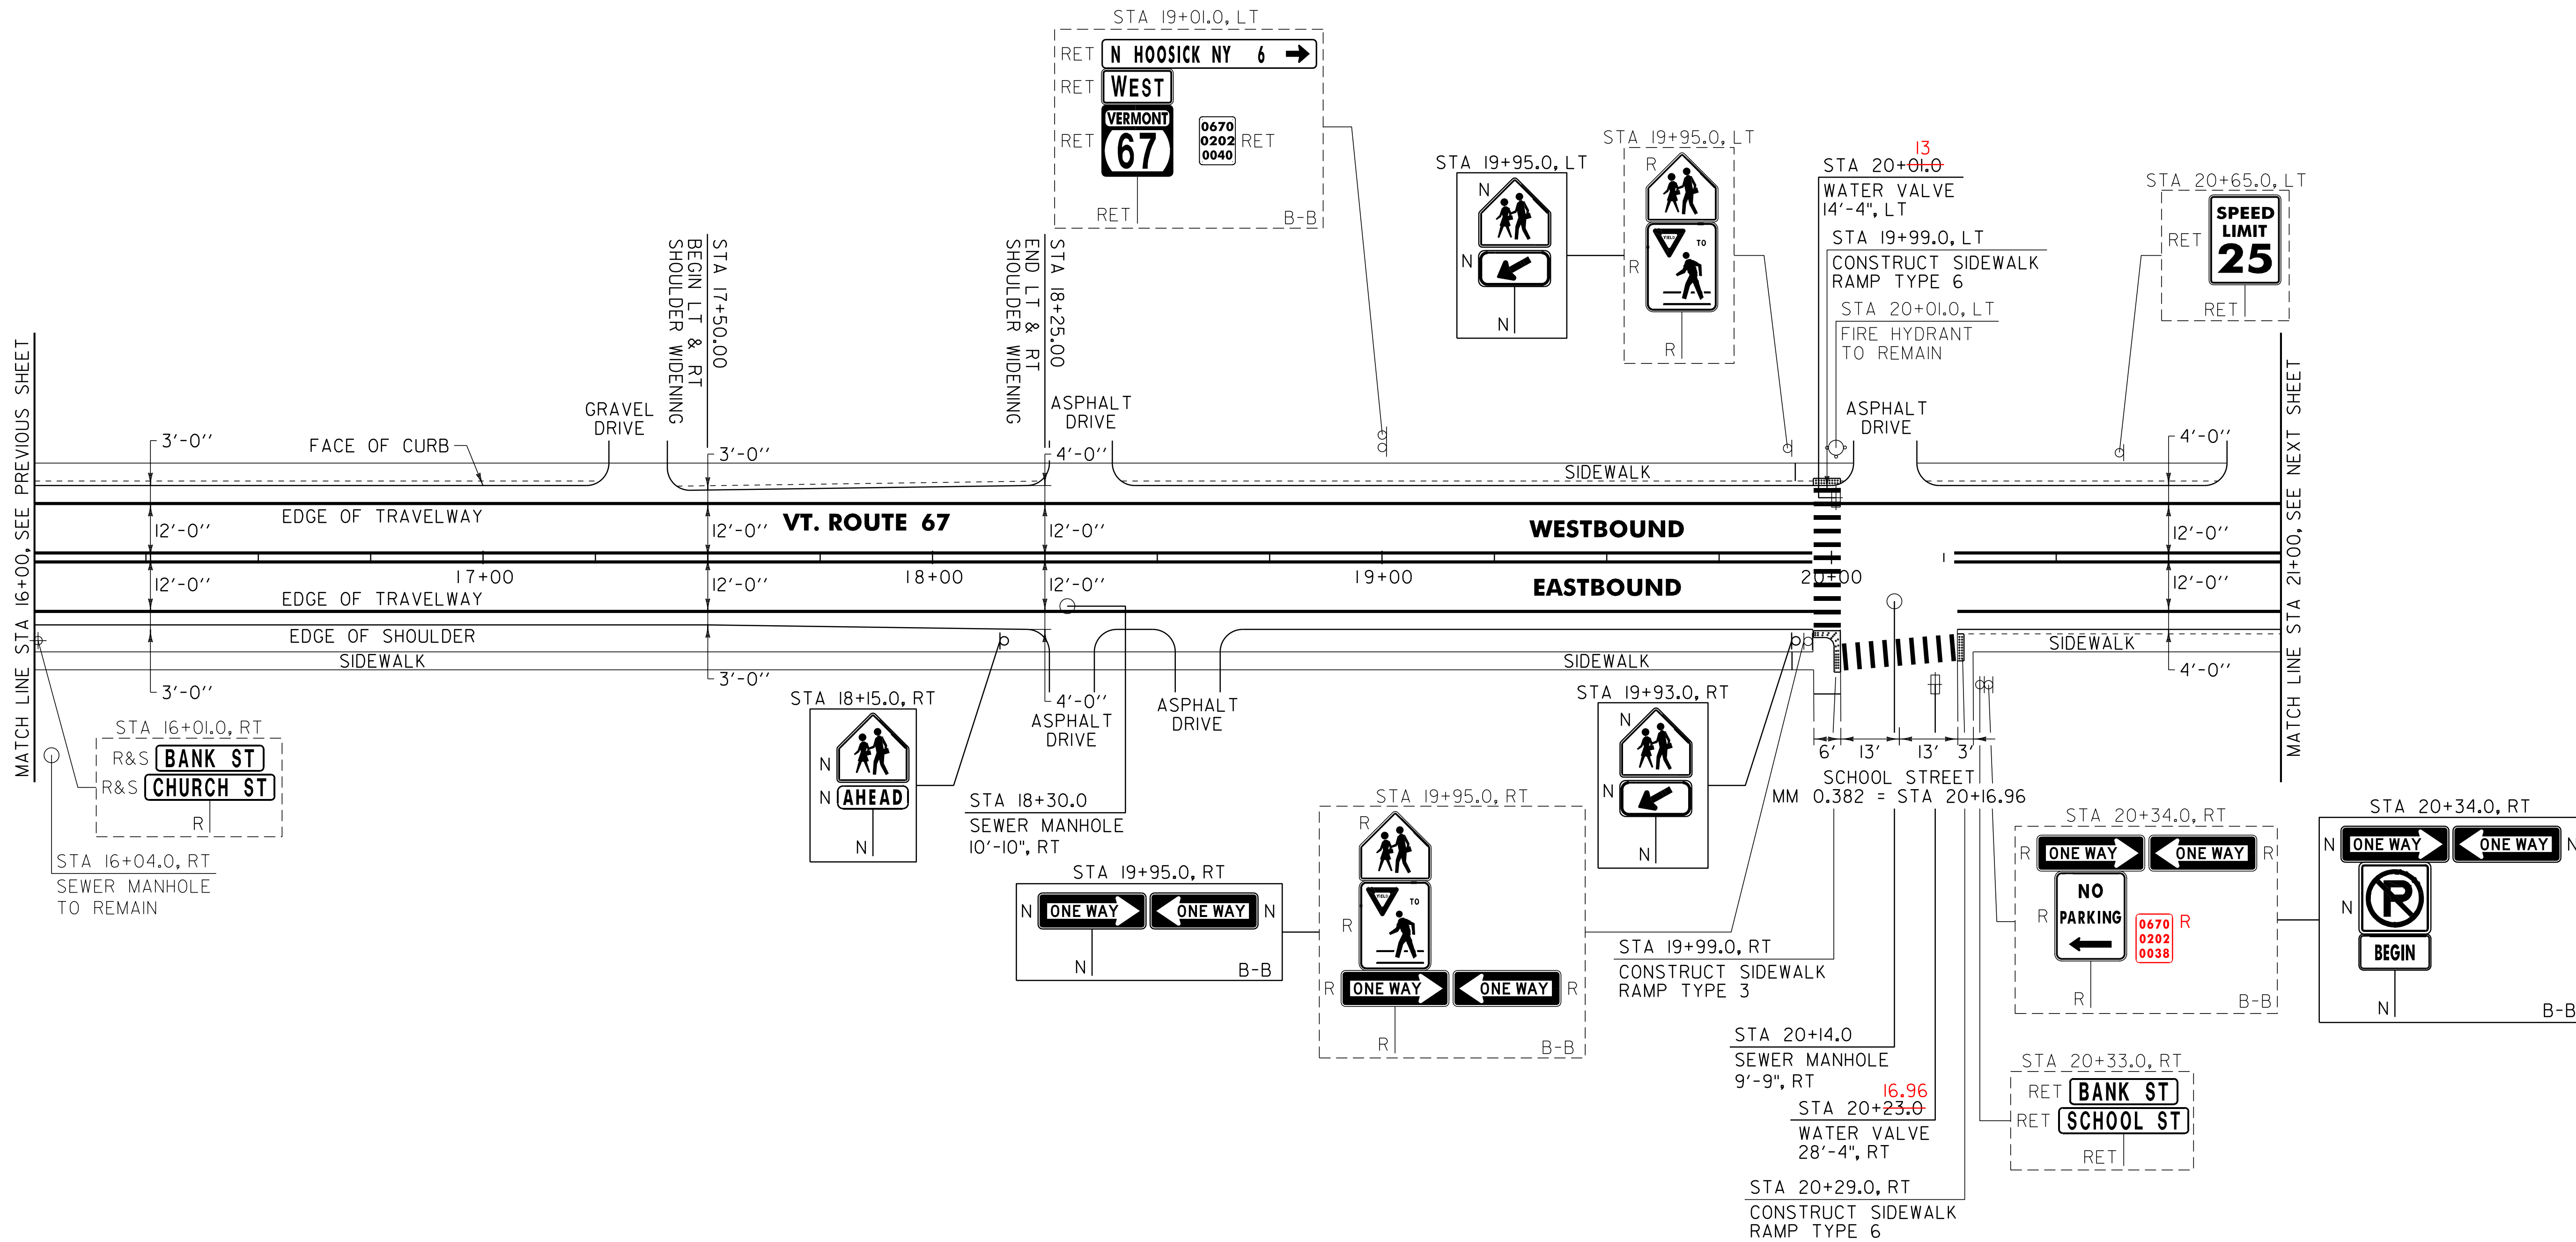 STA 19+01.0, LT
RET N HOOSICK NY 6
RET WEST
RET VERMONT
67
0670
0202 RET
0040
RET
B-B
STA 19+95.0, LT
N
N
N
STA 19+95.0, LT
R
YIELD TO
R
R
13
STA 20+01.0
WATER VALVE
14'-4", LT
STA 19+99.0, LT
CONSTRUCT SIDEWALK
RAMP TYPE 6
STA 20+01.0, LT
FIRE HYDRANT
TO REMAIN
STA 20+65.0, LT
SPEED
RET LIMIT
25
RET
MATCH LINE STA 16+00, SEE PREVIOUS SHEET
STA 17+50.00
BEGIN LT & RT
SHOULDER WIDENING
STA 18+25.00
END LT & RT
SHOULDER WIDENING
GRAVEL
DRIVE
ASPHALT
DRIVE
ASPHALT
DRIVE
3'-0"
FACE OF CURB
3'-0"
4'-0"
4'-0"
SIDEWALK
EDGE OF TRAVELWAY
12'-0"
12'-0"
VT. ROUTE 67
12'-0"
WESTBOUND
12'-0"
17+00
18+00
19+00
20+00
12'-0"
12'-0"
12'-0"
EASTBOUND
12'-0"
EDGE OF TRAVELWAY
EDGE OF SHOULDER
SIDEWALK
SIDEWALK
SIDEWALK
3'-0"
3'-0"
4'-0"
4'-0"
ASPHALT
DRIVE
ASPHALT
DRIVE
MATCH LINE STA 21+00, SEE NEXT SHEET
STA 16+01.0, RT
R&S BANK ST
R&S CHURCH ST
R
STA 16+04.0, RT
SEWER MANHOLE
TO REMAIN
STA 18+15.0, RT
N
N AHEAD
N
STA 18+30.0
SEWER MANHOLE
10'-10", RT
STA 19+93.0, RT
N
N
N
6' 13' 13' 3'
SCHOOL STREET
MM 0.382 = STA 20+16.96
STA 19+95.0, RT
N ONE WAY ONE WAY N
N
B-B
STA 19+95.0, RT
R
YIELD TO
R
R ONE WAY ONE WAY R
R
B-B
STA 19+99.0, RT
CONSTRUCT SIDEWALK
RAMP TYPE 3
STA 20+14.0
SEWER MANHOLE
9'-9", RT
16.96
STA 20+23.0
WATER VALVE
28'-4", RT
STA 20+29.0, RT
CONSTRUCT SIDEWALK
RAMP TYPE 6
STA 20+34.0, RT
R ONE WAY ONE WAY R
NO
R PARKING
0670 R
0202
0038
R
B-B
STA 20+34.0, RT
N ONE WAY ONE WAY N
N P
BEGIN
N
B-B
STA 20+33.0, RT
RET BANK ST
RET SCHOOL ST
RET